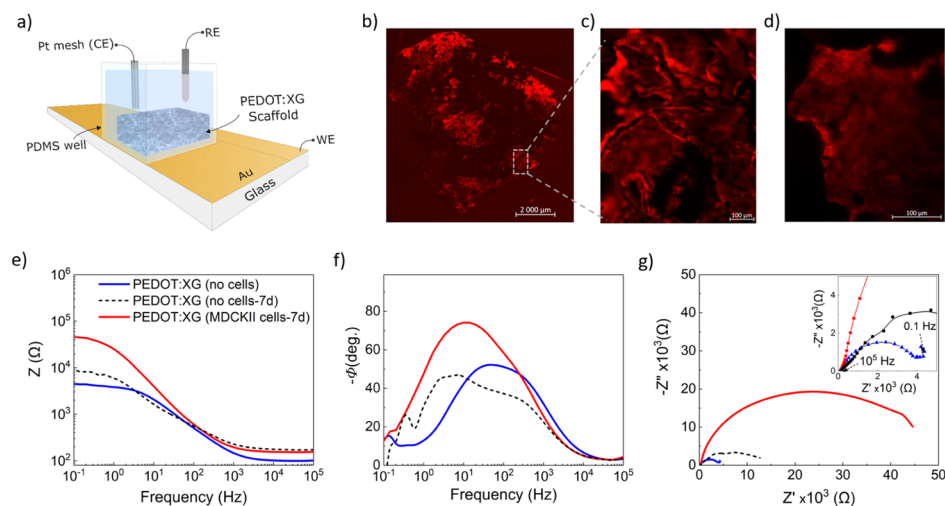 a)
Pt mesh (CE)
RE
PEDOT:XG
Scaffold
PDMS well
WE
Au
Glass
b)
2 000 µm
c)
100 µm
d)
100 µm
e)
10⁶
10⁵
10⁴
10³
10²
Z (Ω)
PEDOT:XG (no cells)
PEDOT:XG (no cells-7d)
PEDOT:XG (MDCKII cells-7d)
10⁻¹ 10⁰ 10¹ 10² 10³ 10⁴ 10⁵
Frequency (Hz)
f)
80
60
40
20
0
-Φ(deg.)
10⁻¹ 10⁰ 10¹ 10² 10³ 10⁴ 10⁵
Frequency (Hz)
g)
50
40
30
20
10
0
-Z'' x10³(Ω)
0 10 20 30 40 50
Z' x10³ (Ω)
4
2
0
-Z'' x10³(Ω)
0.1 Hz
10⁵ Hz
0 2 4
Z' x10³ (Ω)